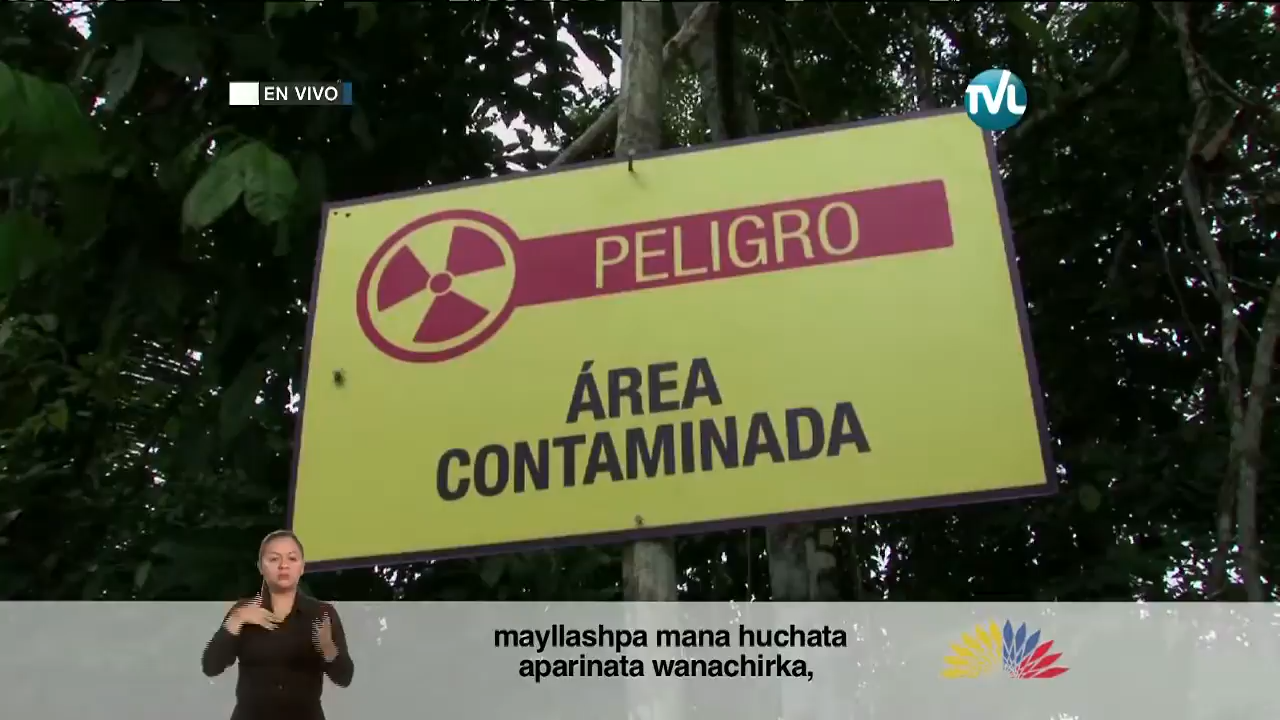 EN VIVO
TVL
PELIGRO
ÁREA
CONTAMINADA
mayllashpa mana huchata
aparinata wanachirka,